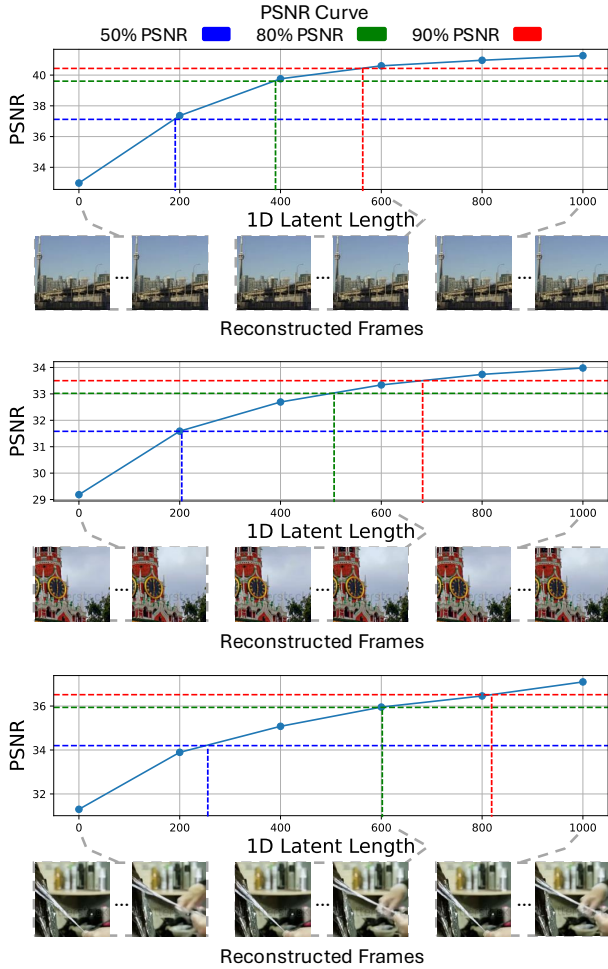 PSNR Curve
50% PSNR 80% PSNR 90% PSNR
PSNR
40
38
36
34
0 200 400 600 800 1000
1D Latent Length
... ... ...
Reconstructed Frames
PSNR
34
33
32
31
30
29
0 200 400 600 800 1000
1D Latent Length
... ... ...
Reconstructed Frames
PSNR
36
34
32
0 200 400 600 800 1000
1D Latent Length
... ... ...
Reconstructed Frames